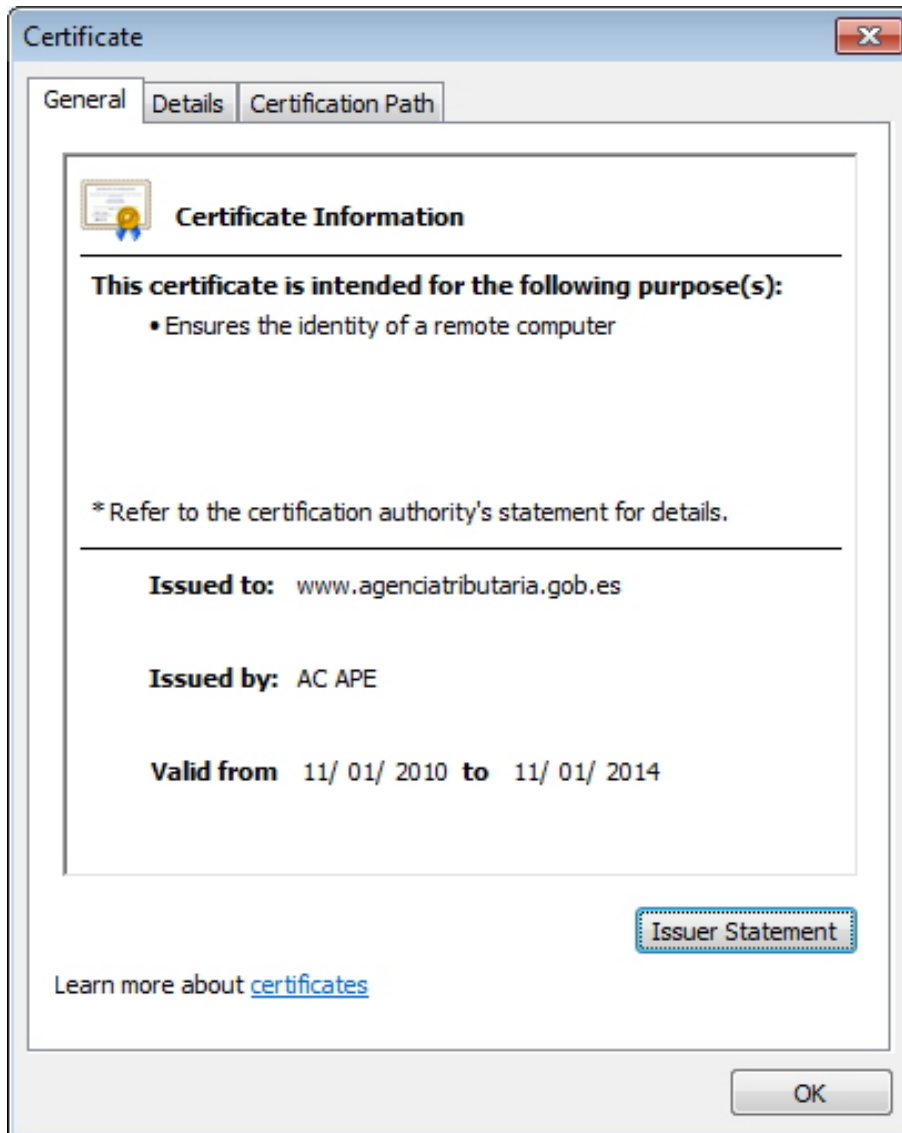 Certificate
General Details Certification Path
Certificate Information
This certificate is intended for the following purpose(s):
• Ensures the identity of a remote computer
* Refer to the certification authority's statement for details.
Issued to: www.agenciatributaria.gob.es
Issued by: AC APE
Valid from 11/ 01/ 2010 to 11/ 01/ 2014
Issuer Statement
Learn more about certificates
OK